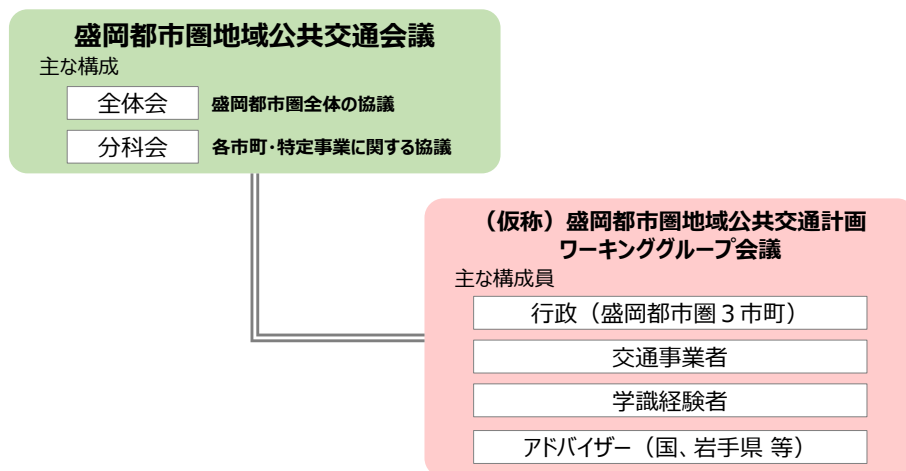 盛岡都市圏地域公共交通会議
主な構成
全体会 盛岡都市圏全体の協議
分科会 各市町・特定事業に関する協議
（仮称）盛岡都市圏地域公共交通計画
ワーキンググループ会議
主な構成員
行政（盛岡都市圏３市町）
交通事業者
学識経験者
アドバイザー（国、岩手県 等）